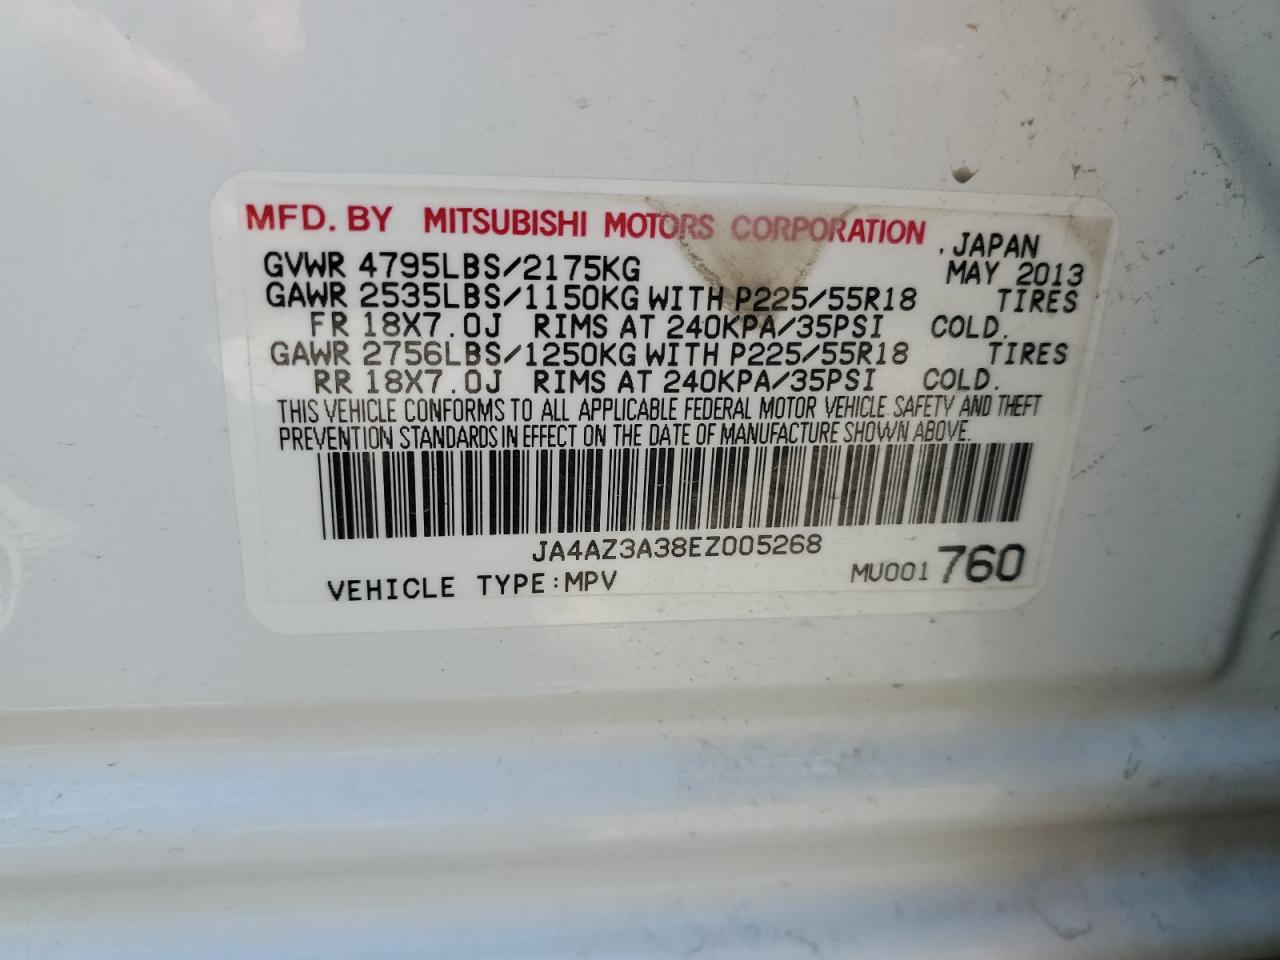 MFD. BY MITSUBISHI MOTORS CORPORATION , JAPAN
GVWR 4795LBS/2175KG MAY 2013
GAWR 2535LBS/1150KG WITH P225/55R18 TIRES
FR 18X7.0J RIMS AT 240KPA/35PSI COLD.
GAWR 2756LBS/1250KG WITH P225/55R18 TIRES
RR 18X7.0J RIMS AT 240KPA/35PSI COLD.
THIS VEHICLE CONFORMS TO ALL APPLICABLE FEDERAL MOTOR VEHICLE SAFETY AND THEFT
PREVENTION STANDARDS IN EFFECT ON THE DATE OF MANUFACTURE SHOWN ABOVE.
JA4AZ3A38EZ005268
VEHICLE TYPE:MPV MU001 760